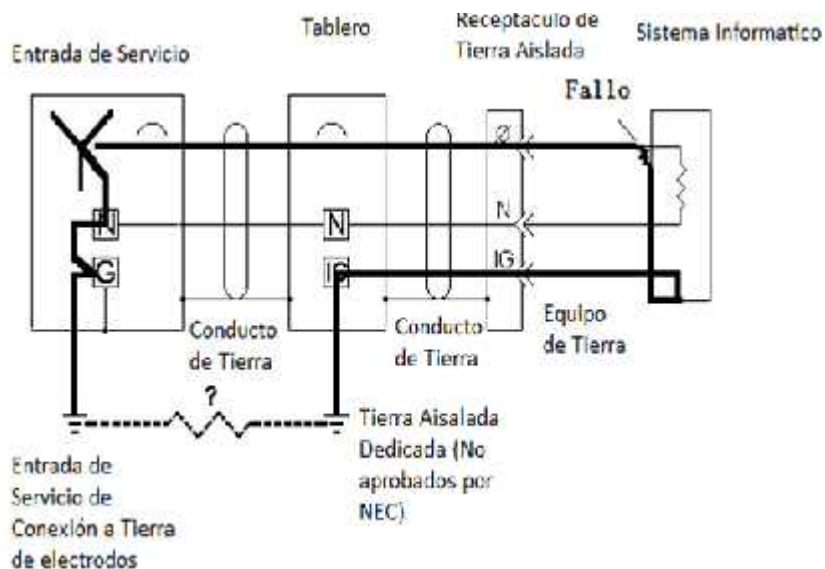 Entrada de Servicio
Tablero
Receptaculo de
Tierra Aislada
Sistema Informatico
Fallo
Ø
N
N
N
G
IG
IG
Conducto
de Tierra
Conducto
de Tierra
Equipo
de Tierra
?
Entrada de
Servicio de
Conexión a Tierra
de electrodos
Tierra Aisalada
Dedicada (No
aprobados por
NEC)